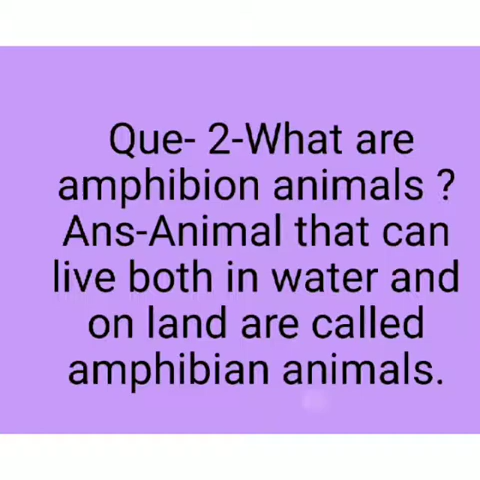 Que- 2-What are
amphibion animals ?
Ans-Animal that can
live both in water and
on land are called
amphibian animals.